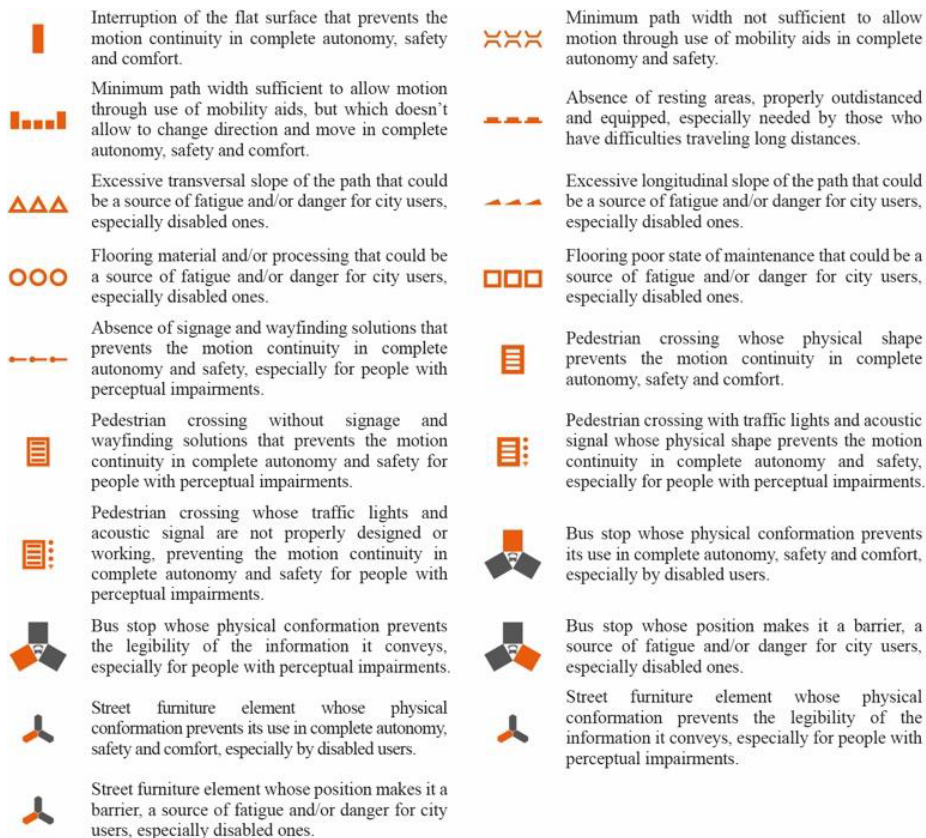 Interruption of the flat surface that prevents the
motion continuity in complete autonomy, safety
and comfort.
Minimum path width not sufficient to allow
motion through use of mobility aids in complete
autonomy and safety.
Minimum path width sufficient to allow motion
through use of mobility aids, but which doesn’t
allow to change direction and move in complete
autonomy, safety and comfort.
Absence of resting areas, properly outdistanced
and equipped, especially needed by those who
have difficulties traveling long distances.
Excessive transversal slope of the path that could
be a source of fatigue and/or danger for city users,
especially disabled ones.
Excessive longitudinal slope of the path that could
be a source of fatigue and/or danger for city users,
especially disabled ones.
Flooring material and/or processing that could be
a source of fatigue and/or danger for city users,
especially disabled ones.
Flooring poor state of maintenance that could be a
source of fatigue and/or danger for city users,
especially disabled ones.
Absence of signage and wayfinding solutions that
prevents the motion continuity in complete
autonomy and safety, especially for people with
perceptual impairments.
Pedestrian crossing whose physical shape
prevents the motion continuity in complete
autonomy, safety and comfort.
Pedestrian crossing without signage and
wayfinding solutions that prevents the motion
continuity in complete autonomy and safety for
people with perceptual impairments.
Pedestrian crossing with traffic lights and acoustic
signal whose physical shape prevents the motion
continuity in complete autonomy and safety,
especially for people with perceptual impairments.
Pedestrian crossing whose traffic lights and
acoustic signal are not properly designed or
working, preventing the motion continuity in
complete autonomy and safety for people with
perceptual impairments.
Bus stop whose physical conformation prevents
its use in complete autonomy, safety and comfort,
especially by disabled users.
Bus stop whose physical conformation prevents
the legibility of the information it conveys,
especially for people with perceptual impairments.
Bus stop whose position makes it a barrier, a
source of fatigue and/or danger for city users,
especially disabled ones.
Street furniture element whose physical
conformation prevents its use in complete autonomy,
safety and comfort, especially by disabled users.
Street furniture element whose physical
conformation prevents the legibility of the
information it conveys, especially for people with
perceptual impairments.
Street furniture element whose position makes it a
barrier, a source of fatigue and/or danger for city
users, especially disabled ones.